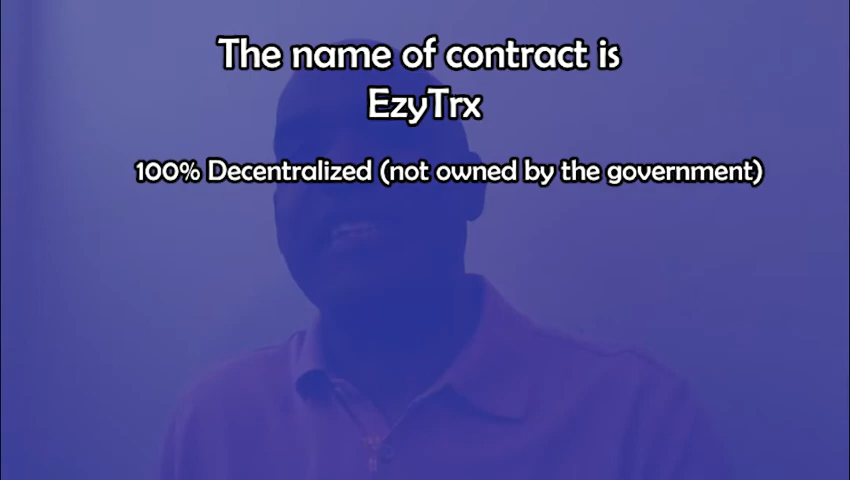 The name of contract is
EzyTrx
100% Decentralized (not owned by the government)